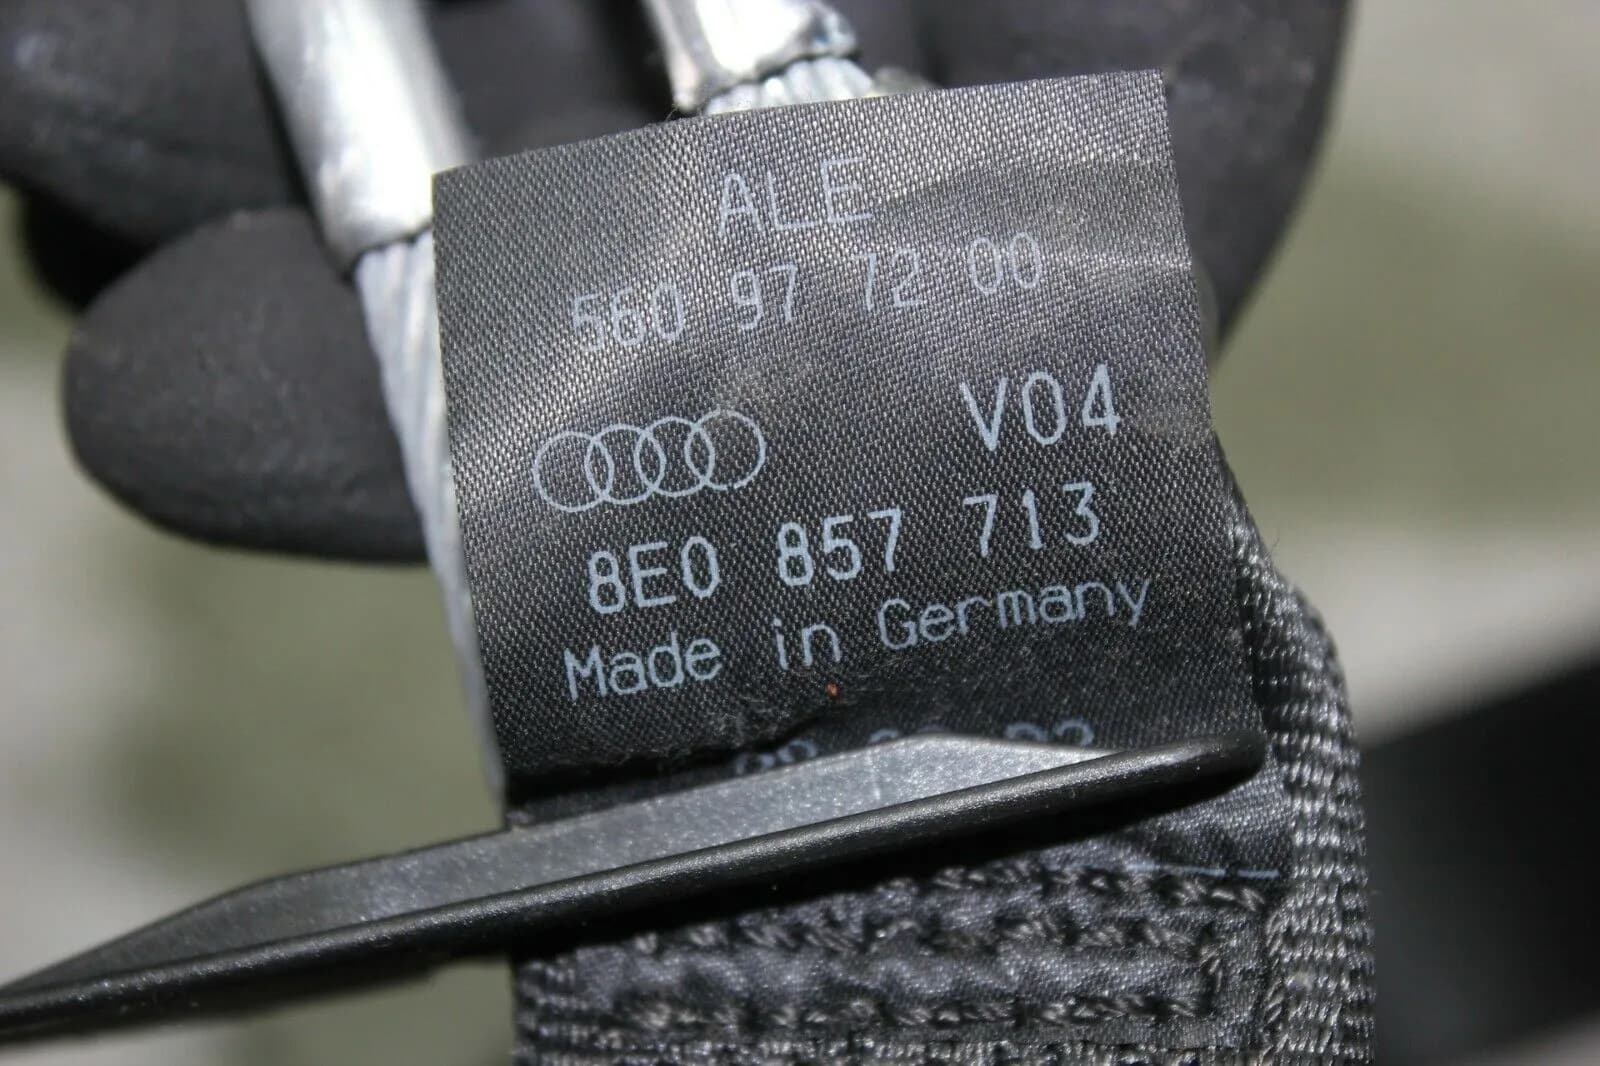 ALE
560 97 72 00
V04
8E0 857 713
Made in Germany